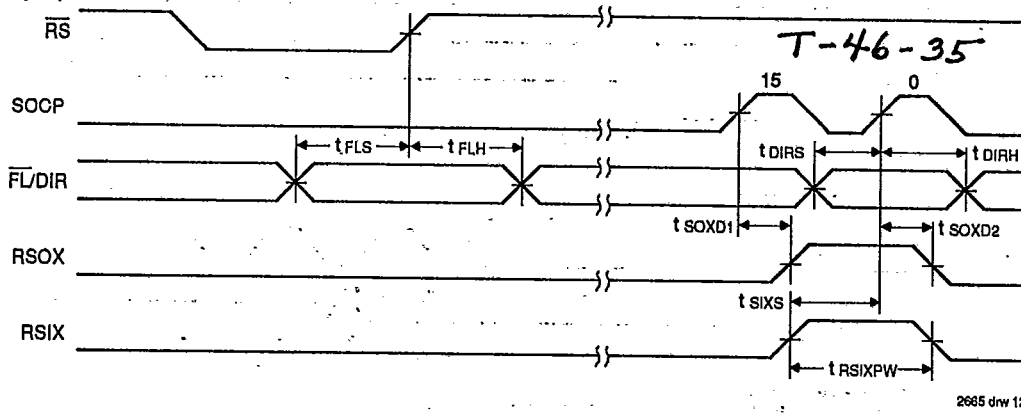 RS
T-46-35
SOCP
15 0
t FLS t FLH t DIRS t DIRH
FL/DIR
t SOXD1 t SOXD2
RSOX
t SIXS
RSIX
t RSIXPW
2665 drw 12